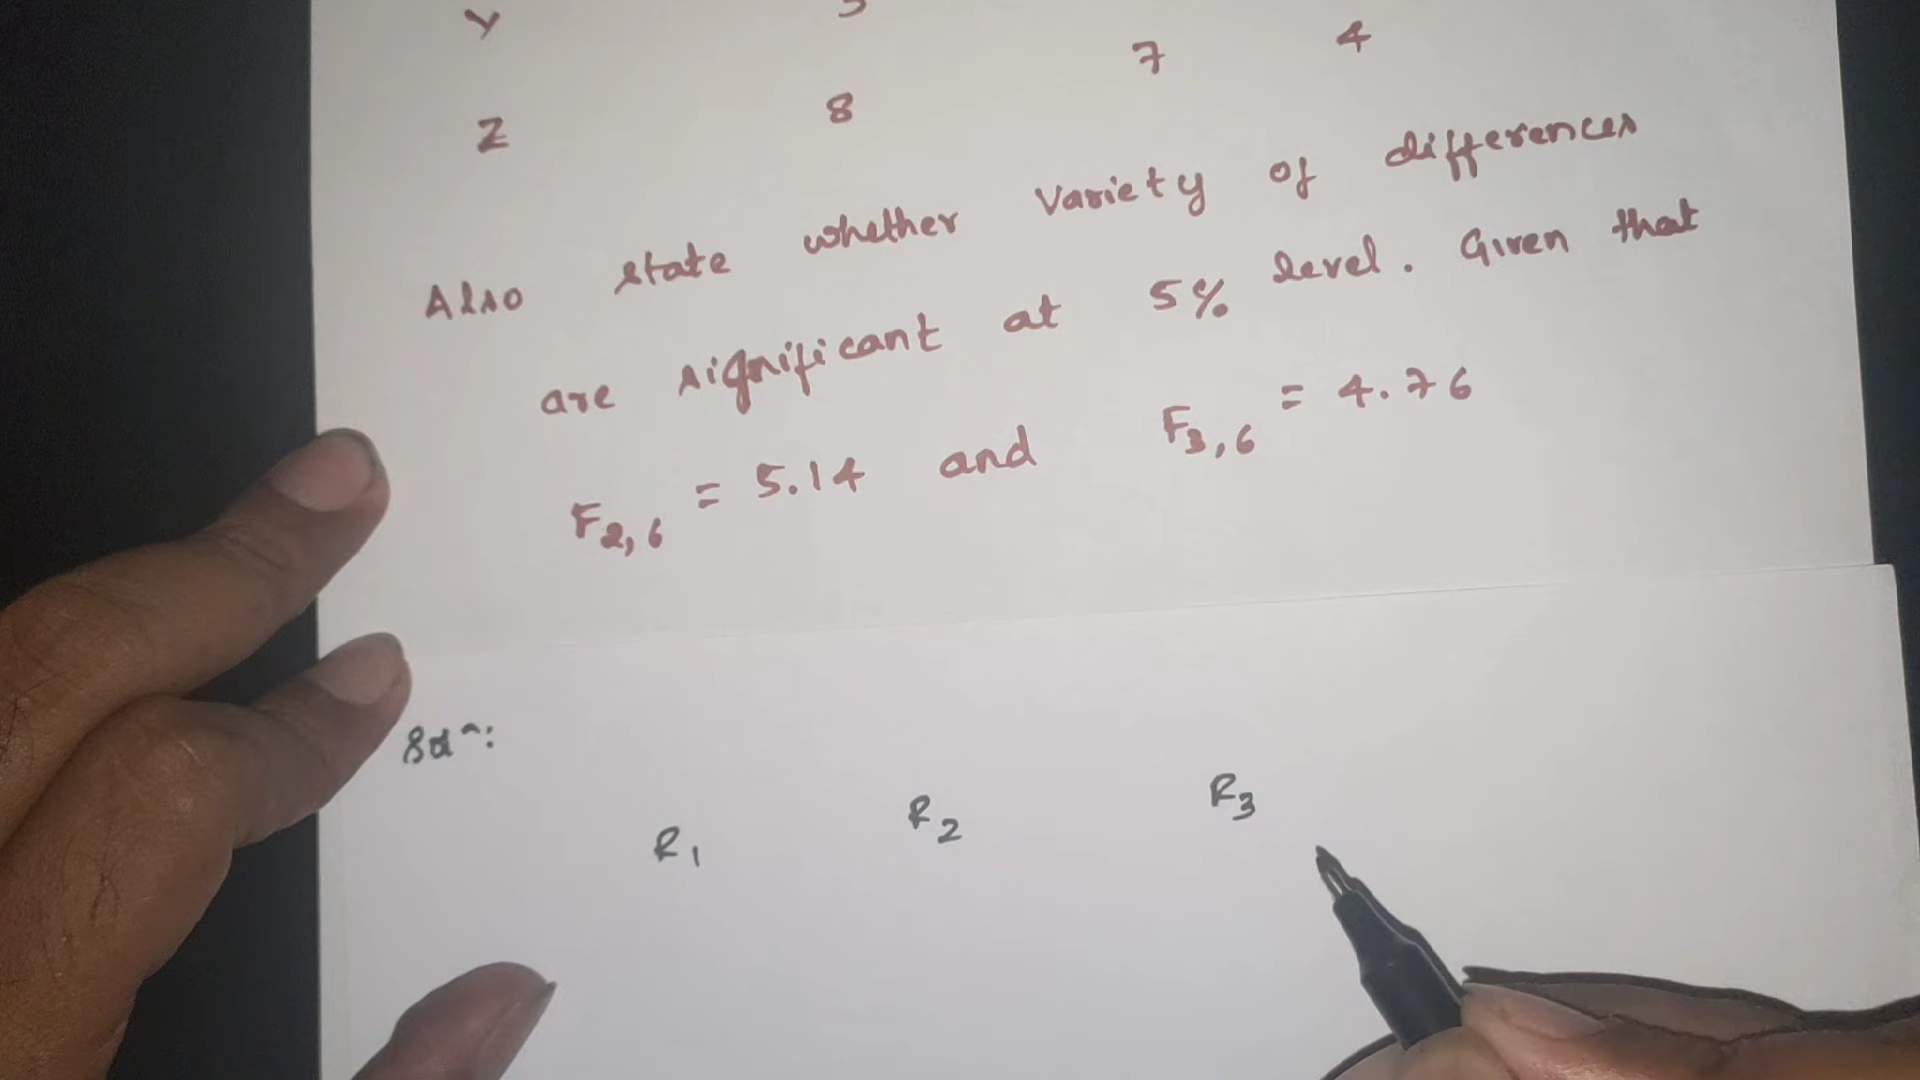 Y
Z 8 7 4
Also state whether Variety of differences
are significant at 5% level. Given that
F2,6 = 5.14 and F3,6 = 4.76
Soln:
R1 R2 R3